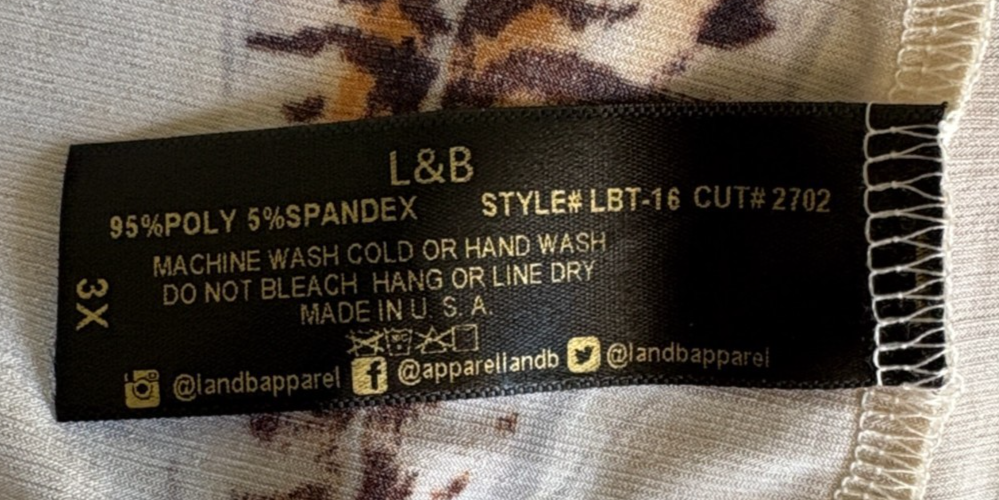 L&B
95%POLY 5%SPANDEX STYLE# LBT-16 CUT# 2702
MACHINE WASH COLD OR HAND WASH
DO NOT BLEACH HANG OR LINE DRY
MADE IN U. S. A.
3X
@landbapparel @apparellandb @landbapparel